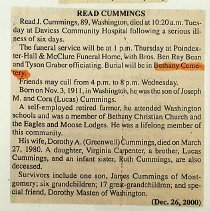 READ CUMMINGS
Read J. Cummings, 89, Washington, died at 10:20 a.m. Tues-
day at Daviess Community Hospital following a serious ill-
ness of six days.
The funeral service will be at 1 p.m. Thursday at Poindex-
ter-Hall & McClure Funeral Home, with Bros. Ben Ray Bean
and Tyson Graber officiating. Burial will be in Bethany Ceme-
tery.
Friends may call from 4 p.m. to 8 p.m. Wednesday.
Born on Nov. 3, 1911, in Washington, he was the son of Joseph
M. and Cora (Lucas) Cummings.
A self-employed retired farmer, he attended Washington
schools and was a member of Bethany Christian Church and
the Eagles and Moose Lodges. He was a lifelong member of
this community.
His wife, Dorothy A. (Greenwell) Cummings, died on March
27, 1980. A daughter, Virginia Carpenter, a brother, Lucas
Cummings, and an infant sister, Ruth Cummings, are also
deceased.
Survivors include one son, James Cummings of Mont-
gomery; six grandchildren; 17 great-grandchildren; and spe-
cial friend, Dorothy Master of Washington.
(Dec. 26, 2000)